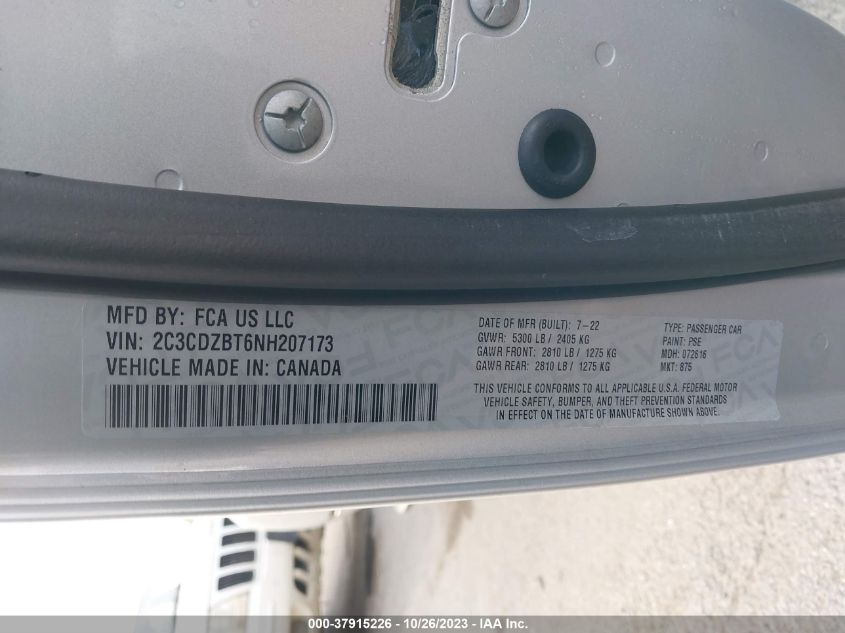 MFD BY: FCA US LLC
VIN: 2C3CDZBT6NH207173
VEHICLE MADE IN: CANADA
DATE OF MFR (BUILT): 7-22
GVWR: 5300 LB / 2405 KG
GAWR FRONT: 2810 LB / 1275 KG
GAWR REAR: 2810 LB / 1275 KG
TYPE: PASSENGER CAR
PAINT: PSE
MDH: 072616
MKT: 875
THIS VEHICLE CONFORMS TO ALL APPLICABLE U.S.A. FEDERAL MOTOR
VEHICLE SAFETY, BUMPER, AND THEFT PREVENTION STANDARDS
IN EFFECT ON THE DATE OF MANUFACTURE SHOWN ABOVE.
000-37915226 - 10/26/2023 - IAA Inc.